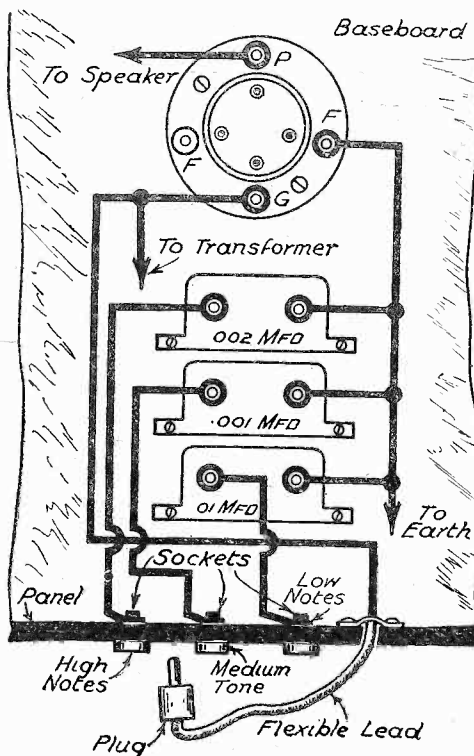 Baseboard
P
To Speaker
F
F
G
To Transformer
002 MFD
.001 MFD
01 MFD
To
Earth
Sockets
Low
Notes
Panel
High
Notes
Medium
Tone
Plug
Flexible Lead